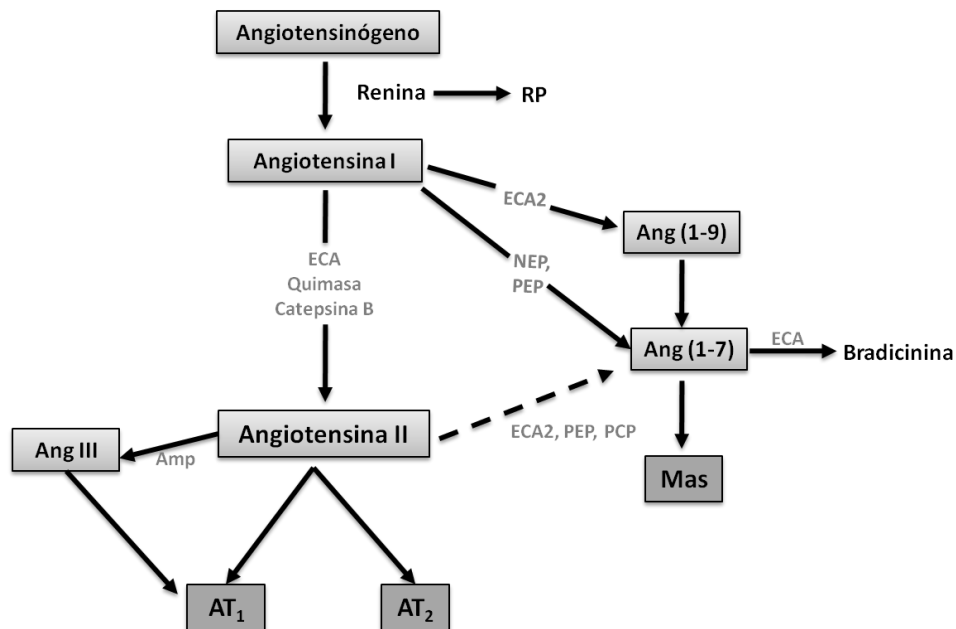 Angiotensinógeno
Renina
RP
Angiotensina I
ECA2
Ang (1-9)
ECA
Quimasa
Catepsina B
NEP,
PEP
Ang (1-7)
ECA
Bradicinina
Angiotensina II
ECA2, PEP, PCP
Ang III
Amp
Mas
AT₁
AT₂